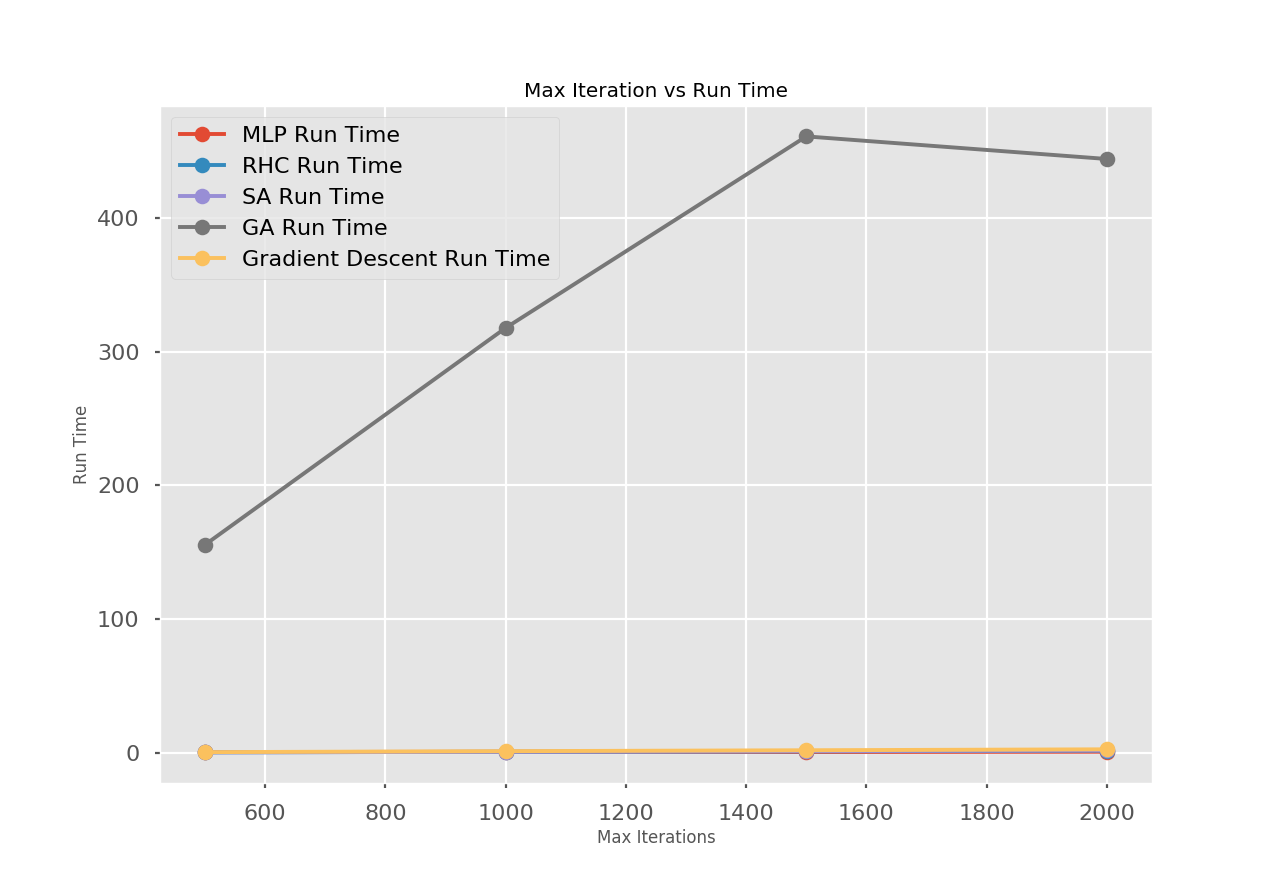 Max Iteration vs Run Time
MLP Run Time
RHC Run Time
SA Run Time
GA Run Time
Gradient Descent Run Time
Run Time
400
300
200
100
0
600 800 1000 1200 1400 1600 1800 2000
Max Iterations